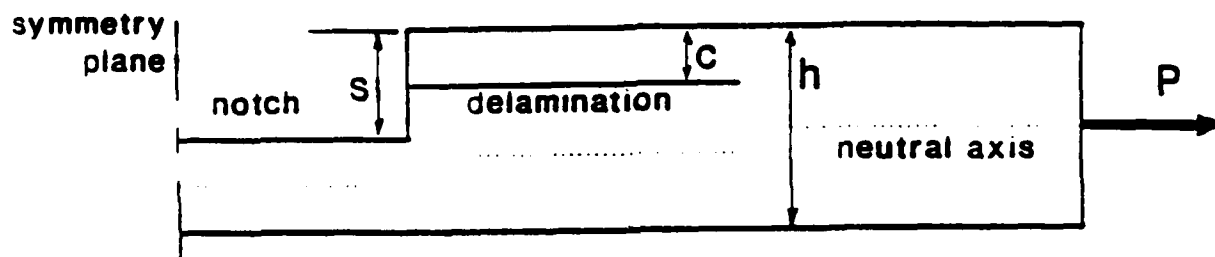 symmetry
plane
S
C
h
P
notch
delamination
neutral axis